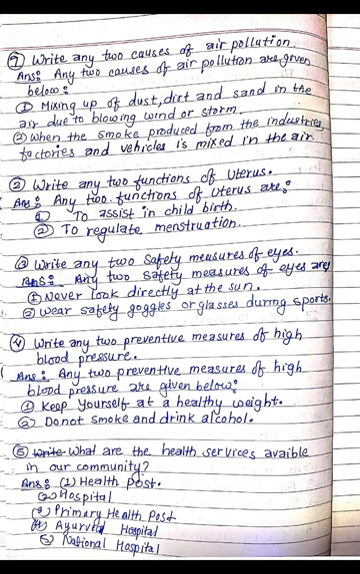 ① Write any two causes of air pollution.
Ans: Any two causes of air pollution are given
below:
① Mixing up of dust, dirt and sand in the
air due to blowing wind or storm.
② When the smoke produced from the industries,
factories and vehicles is mixed in the air
② Write any two functions of Uterus.
Ans: Any two functions of Uterus are:
① To assist in child birth.
② To regulate menstruation.
③ Write any two safety measures of eyes.
Ans: Any two safety measures of eyes are
① Never look directly at the sun.
② Wear safety goggles or glasses during sports.
④ Write any two preventive measures of high
blood pressure.
Ans: Any two preventive measures of high
blood pressure are given below:
① Keep yourself at a healthy weight.
② Do not smoke and drink alcohol.
⑤ Write What are the health services avaible
in our community?
Ans: (1) Health Post.
(2) Hospital
(3) Primary Health Post
(4) Ayurved Hospital
(5) National Hospital